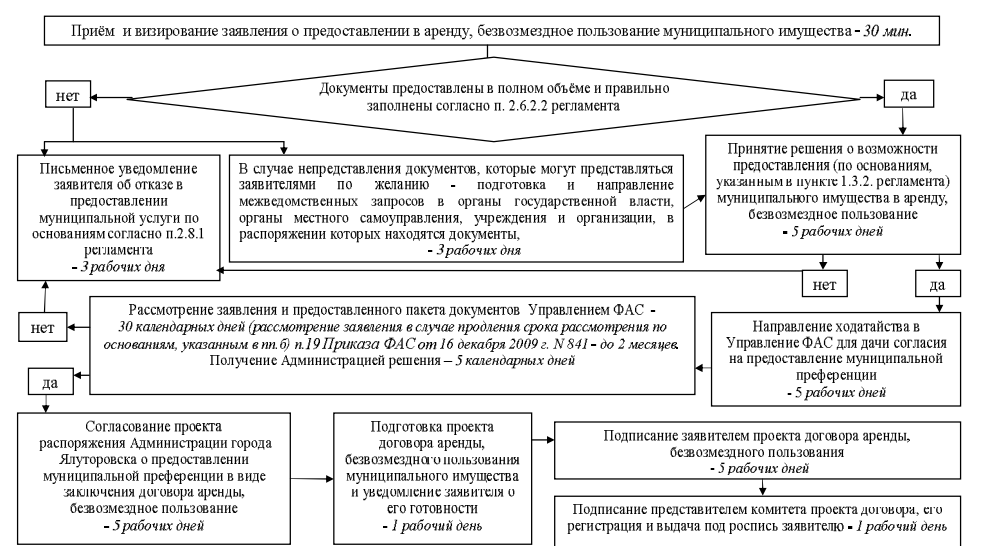 Приём и визирование заявления о предоставлении в аренду, безвозмездное пользование муниципального имущества - 30 мин.
Документы предоставлены в полном объёме и правильно
заполнены согласно п. 2.6.2.2 регламента
нет
да
Письменное уведомление
заявителя об отказе в
предоставлении
муниципальной услуги по
основаниям согласно п.2.8.1
регламента
- 3 рабочих дня
В случае непредставления документов, которые могут представляться
заявителями по желанию - подготовка и направление
межведомственных запросов в органы государственной власти,
органы местного самоуправления, учреждения и организации, в
распоряжении которых находятся документы,
- 3 рабочих дня
Принятие решения о возможности
предоставления (по основаниям,
указанным в пункте 1.3.2. регламента)
муниципального имущества в аренду,
безвозмездное пользование
- 5 рабочих дней
нет
да
нет
Рассмотрение заявления и предоставленного пакета документов Управлением ФАС -
30 календарных дней (рассмотрение заявления в случае продления срока рассмотрения по
основаниям, указанным в пп.б) п.19 Приказа ФАС от 16 декабря 2009 г. N 841 - до 2 месяцев.
Получение Администрацией решения – 5 календарных дней
Направление ходатайства в
Управление ФАС для дачи согласия
на предоставление муниципальной
преференции
- 5 рабочих дней
да
Согласование проекта
распоряжения Администрации города
Ялуторовска о предоставлении
муниципальной преференции в виде
заключения договора аренды,
безвозмездное пользование
- 5 рабочих дней
Подготовка проекта
договора аренды,
безвозмездного пользования
муниципального имущества
и уведомление заявителя о
его готовности
- 1 рабочий день
Подписание заявителем проекта договора аренды,
безвозмездного пользования
- 5 рабочих дней
Подписание представителем комитета проекта договора, его
регистрация и выдача под роспись заявителю - 1 рабочий день